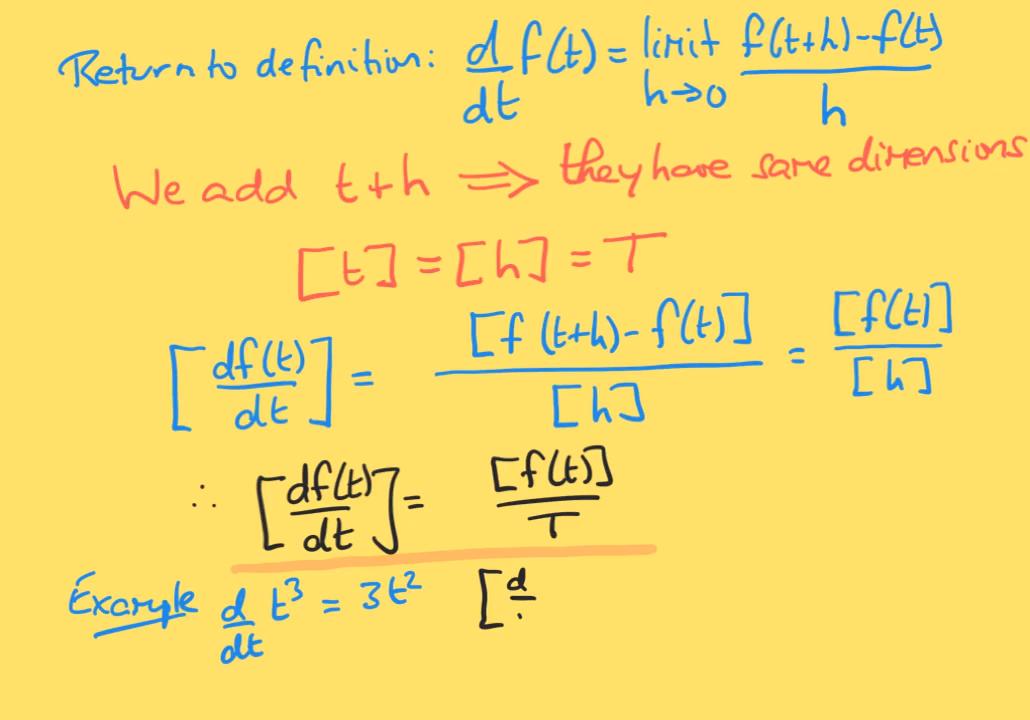 Return to definition: d/dt f(t) = limit h→0 f(t+h)-f(t)/h
We add t+h ⟹ they have same dimensions
[t] = [h] = T
[df(t)/dt] = [f(t+h)-f(t)]/[h] = [f(t)]/[h]
∴ [df(t)/dt] = [f(t)]/T
Example d/dt t³ = 3t² [d/